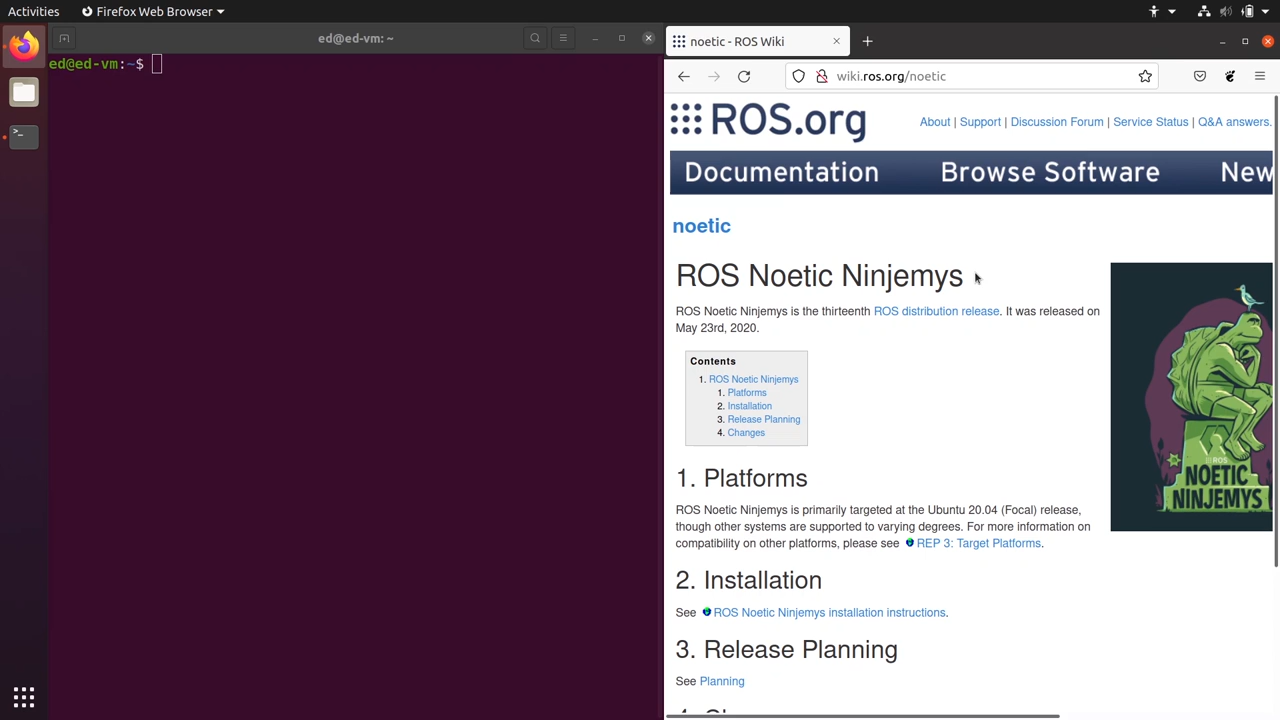 Activities
Firefox Web Browser
ed@ed-vm: ~
ed@ed-vm:~$
>_
noetic - ROS Wiki
wiki.ros.org/noetic
ROS.org
About | Support | Discussion Forum | Service Status | Q&A answers.
Documentation Browse Software New
noetic
ROS Noetic Ninjemys
ROS Noetic Ninjemys is the thirteenth ROS distribution release. It was released on
May 23rd, 2020.
Contents
1. ROS Noetic Ninjemys
1. Platforms
2. Installation
3. Release Planning
4. Changes
ROS
NOETIC
NINJEMYS
1. Platforms
ROS Noetic Ninjemys is primarily targeted at the Ubuntu 20.04 (Focal) release,
though other systems are supported to varying degrees. For more information on
compatibility on other platforms, please see REP 3: Target Platforms.
2. Installation
See ROS Noetic Ninjemys installation instructions.
3. Release Planning
See Planning